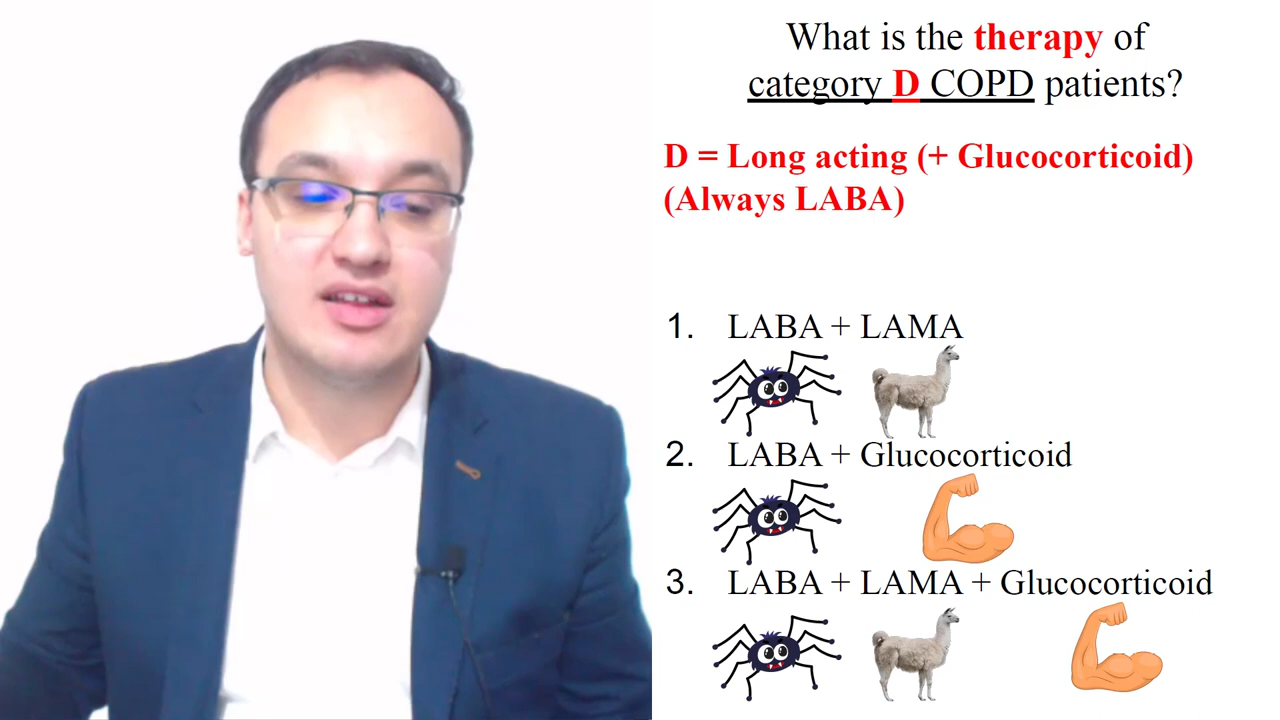 What is the therapy of
category D COPD patients?
D = Long acting (+ Glucocorticoid)
(Always LABA)
1. LABA + LAMA
2. LABA + Glucocorticoid
3. LABA + LAMA + Glucocorticoid